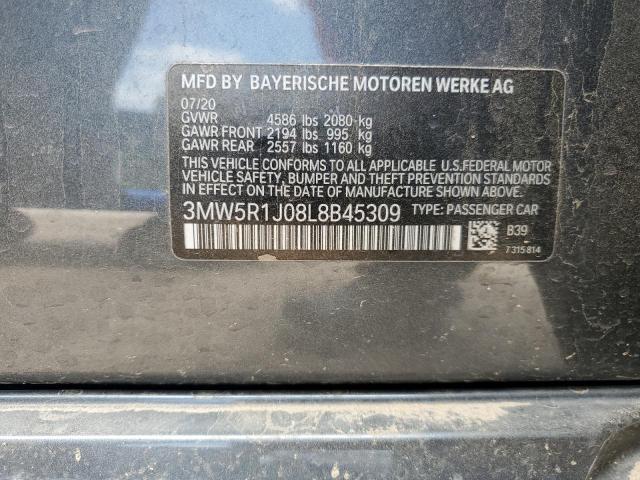 MFD BY BAYERISCHE MOTOREN WERKE AG
07/20
GVWR 4586 lbs 2080 kg
GAWR FRONT 2194 lbs 995 kg
GAWR REAR 2557 lbs 1160 kg
THIS VEHICLE CONFORMS TO ALL APPLICABLE U.S.FEDERAL MOTOR
VEHICLE SAFETY, BUMPER AND THEFT PREVENTION STANDARDS
IN EFFECT ON THE DATE OF MANUFACTURE SHOWN ABOVE.
3MW5R1J08L8B45309 TYPE: PASSENGER CAR
B39
7 315 814